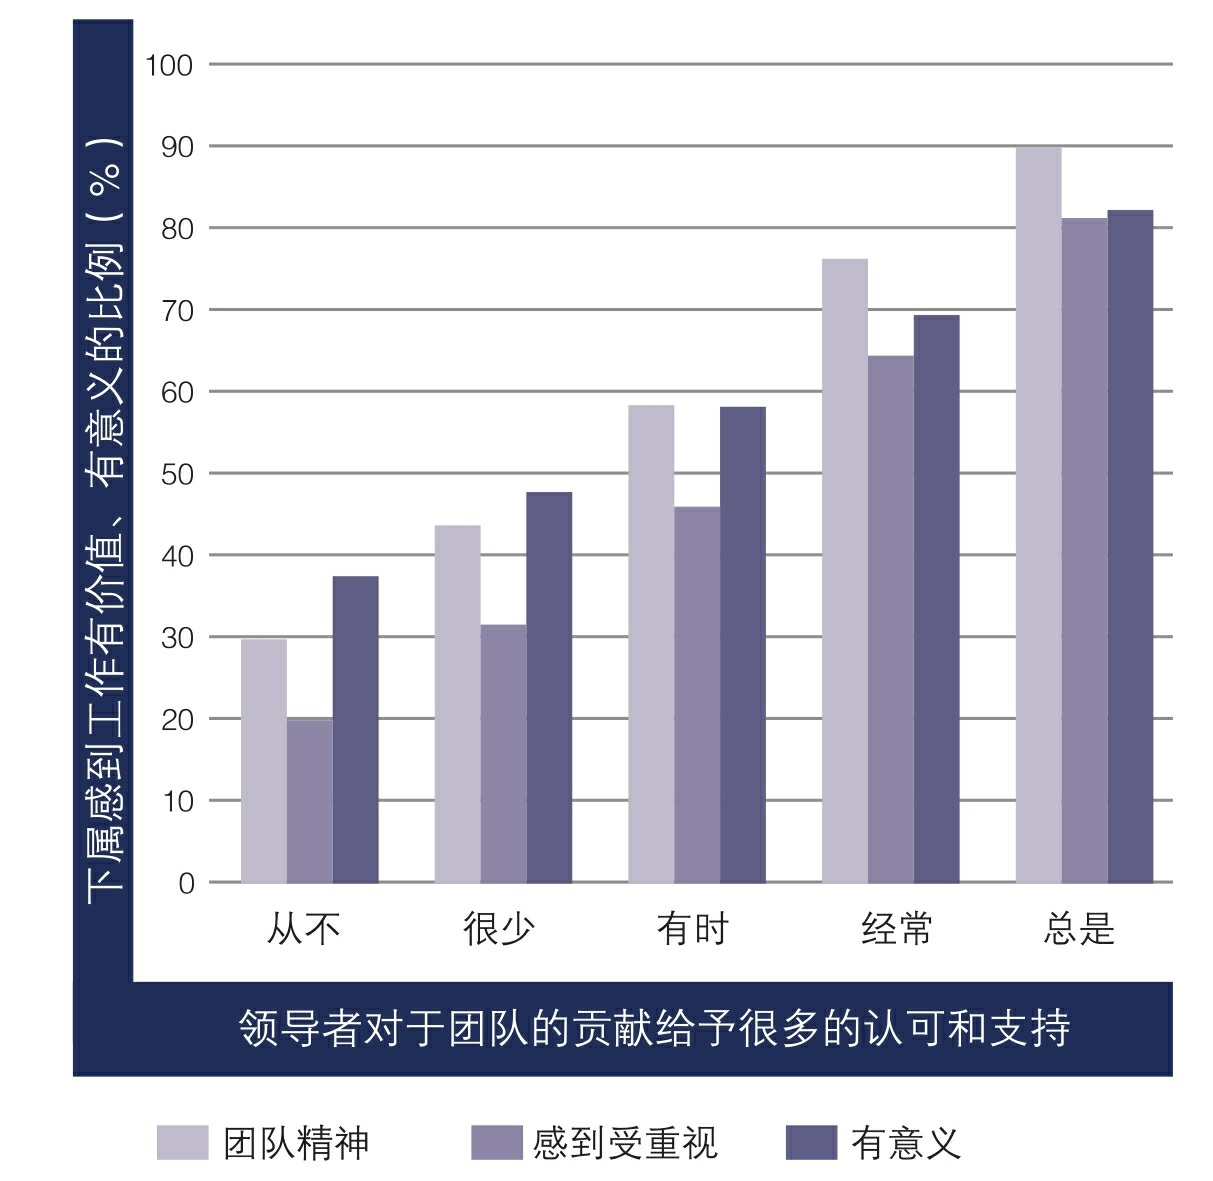 下属感到工作有价值、有意义的比例（%）
100
90
80
70
60
50
40
30
20
10
0
从不 很少 有时 经常 总是
领导者对于团队的贡献给予很多的认可和支持
团队精神 感到受重视 有意义